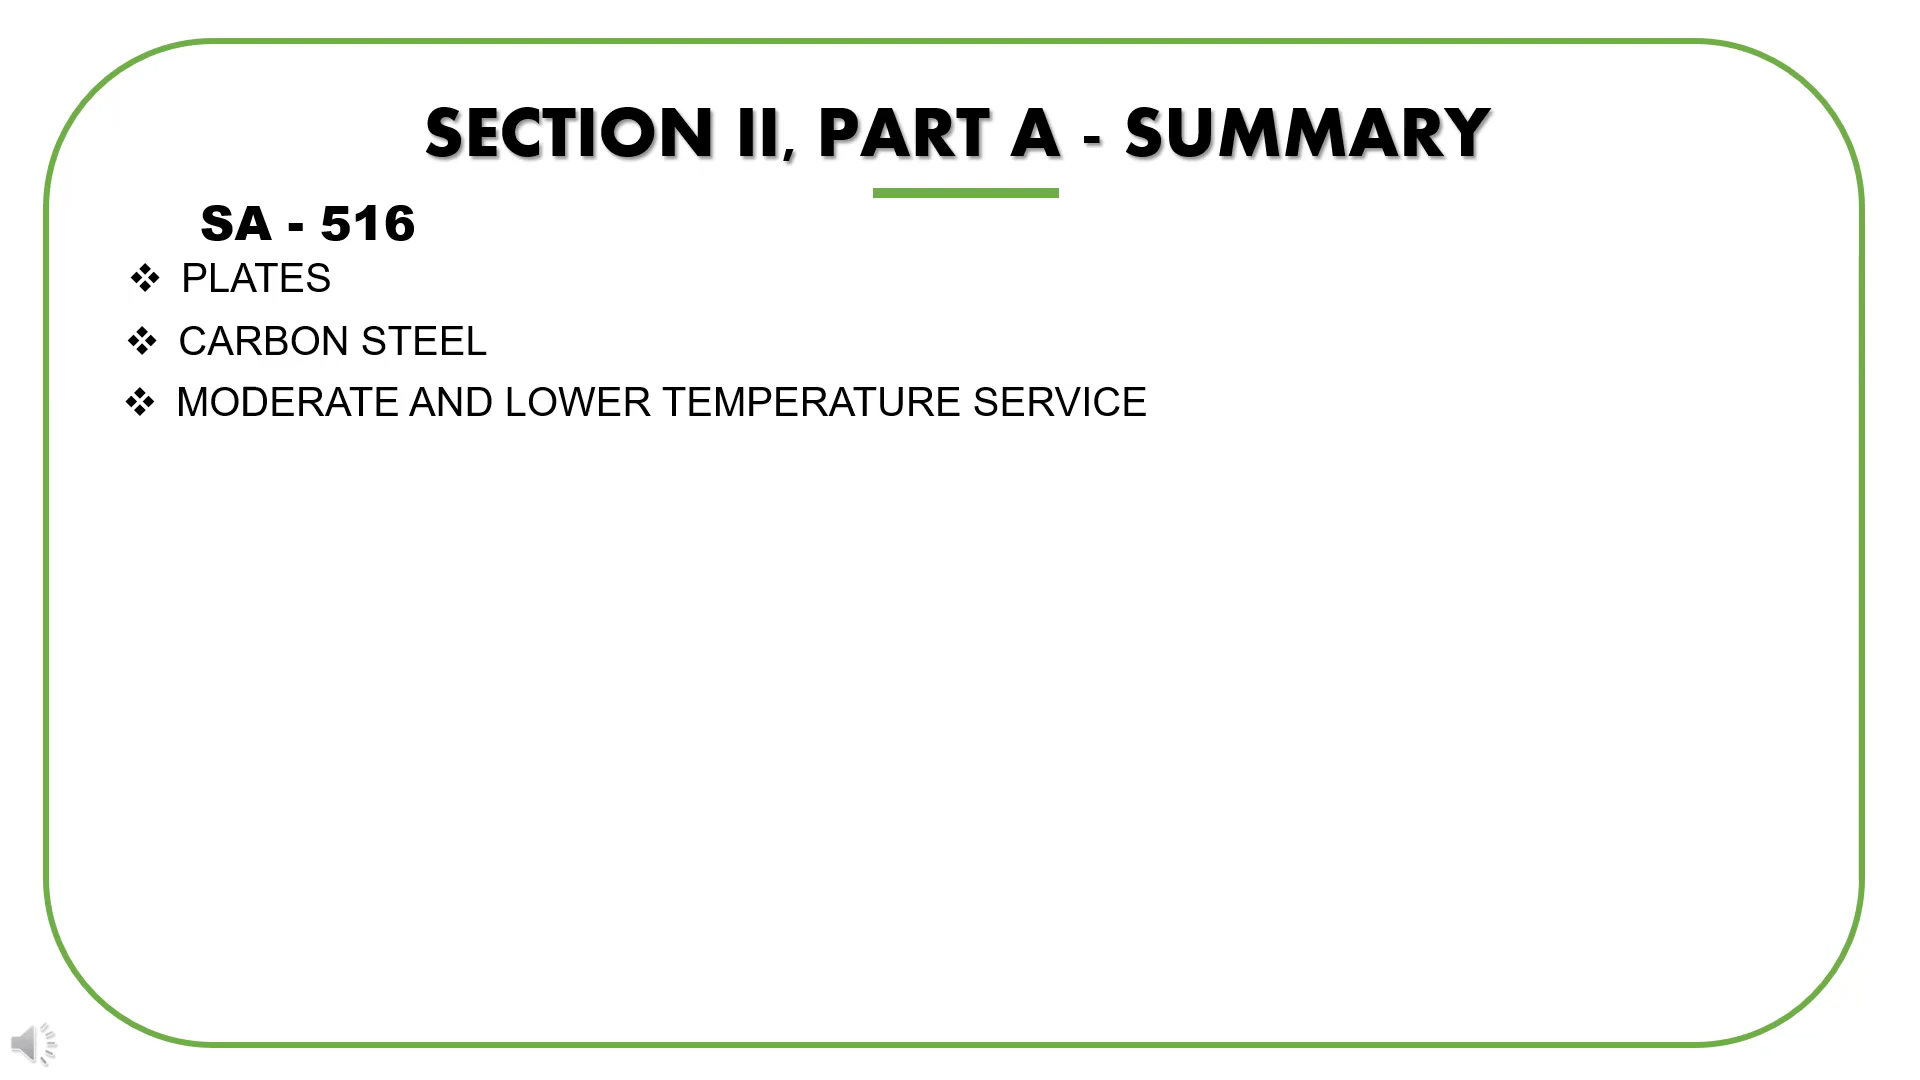 SECTION II, PART A - SUMMARY
SA - 516
❖ PLATES
❖ CARBON STEEL
❖ MODERATE AND LOWER TEMPERATURE SERVICE